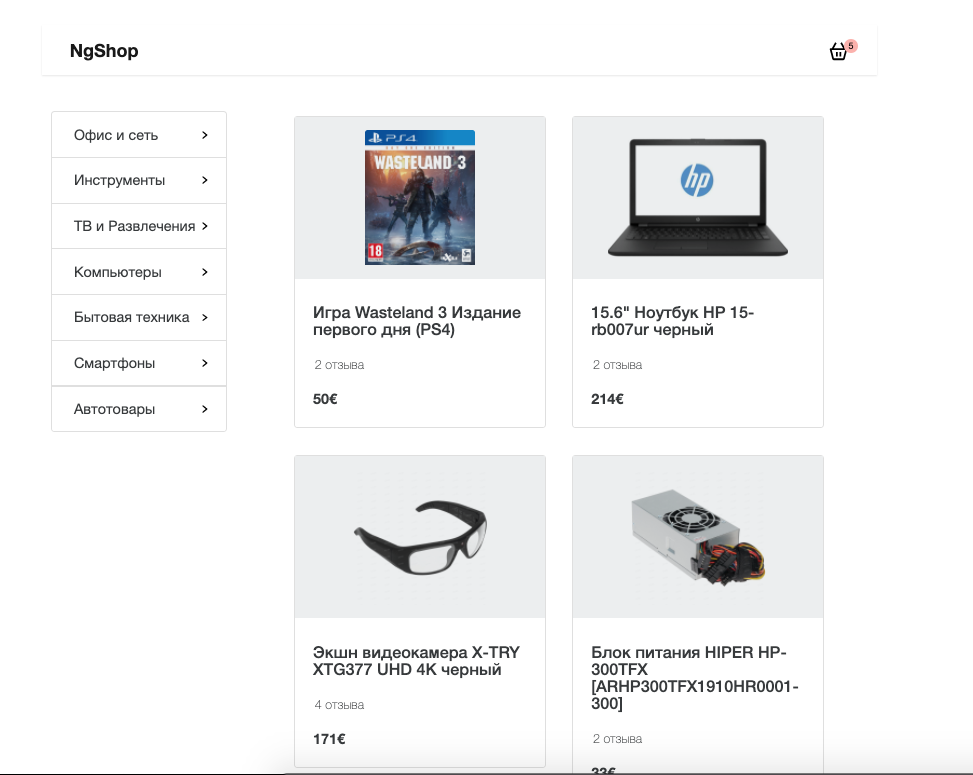 NgShop
5
Офис и сеть
Инструменты
ТВ и Развлечения
Компьютеры
Бытовая техника
Смартфоны
Автотовары
PS4
WASTELAND 3
18
Игра Wasteland 3 Издание
первого дня (PS4)
2 отзыва
50€
hp
15.6" Ноутбук HP 15-
rb007ur черный
2 отзыва
214€
Экшн видеокамера X-TRY
XTG377 UHD 4K черный
4 отзыва
171€
Блок питания HIPER HP-
300TFX
[ARHP300TFX1910HR0001-
300]
2 отзыва
33€